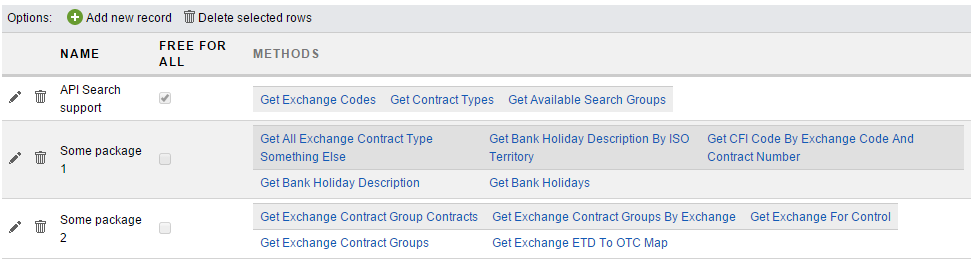 Options: Add new record Delete selected rows
NAME FREE FOR ALL METHODS
API Search support Get Exchange Codes Get Contract Types Get Available Search Groups
Some package 1 Get All Exchange Contract Type Something Else Get Bank Holiday Description By ISO Territory Get CFI Code By Exchange Code And Contract Number
Get Bank Holiday Description Get Bank Holidays
Some package 2 Get Exchange Contract Group Contracts Get Exchange Contract Groups By Exchange Get Exchange For Control
Get Exchange Contract Groups Get Exchange ETD To OTC Map